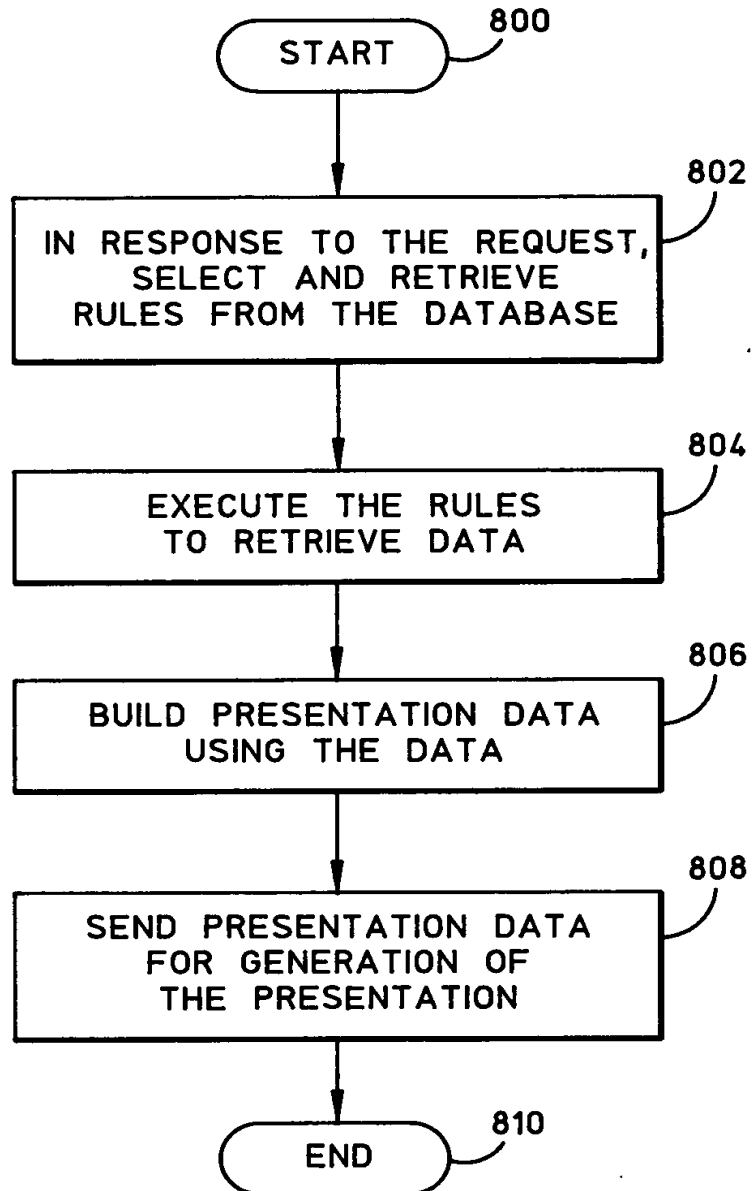 START
800
802
IN RESPONSE TO THE REQUEST,
SELECT AND RETRIEVE
RULES FROM THE DATABASE
804
EXECUTE THE RULES
TO RETRIEVE DATA
806
BUILD PRESENTATION DATA
USING THE DATA
808
SEND PRESENTATION DATA
FOR GENERATION OF
THE PRESENTATION
810
END